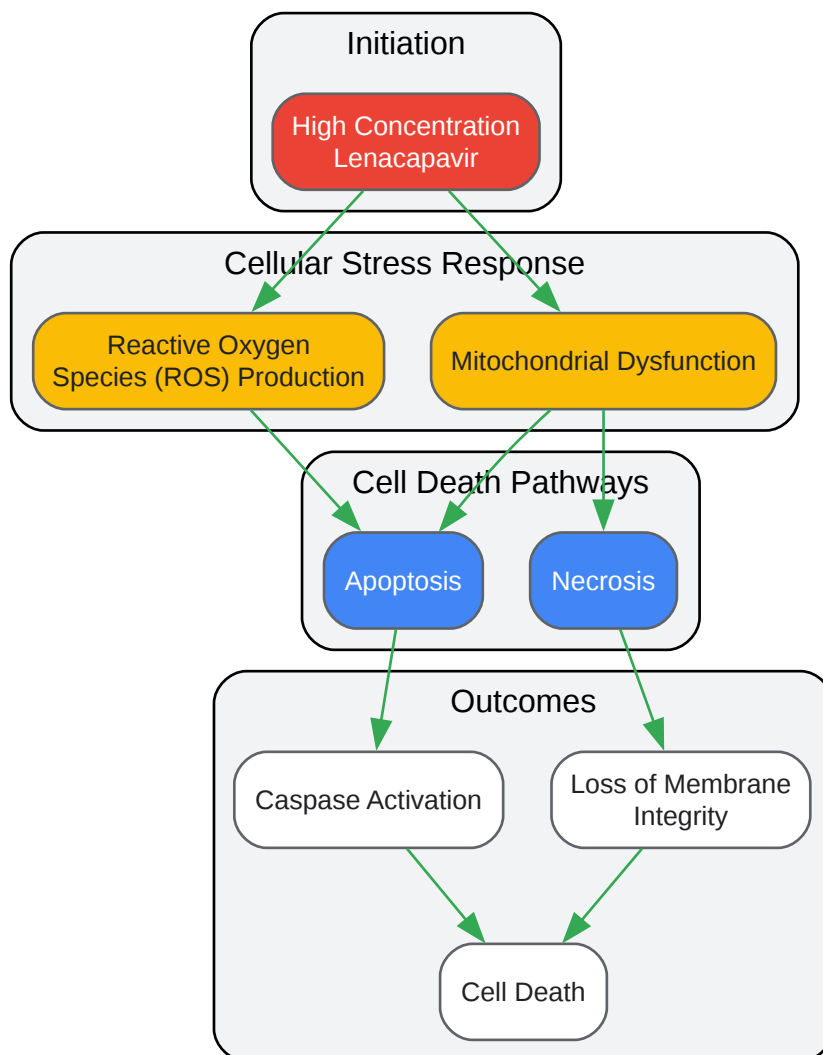 Initiation
High Concentration
Lenacapavir
Cellular Stress Response
Reactive Oxygen
Species (ROS) Production
Mitochondrial Dysfunction
Cell Death Pathways
Apoptosis
Necrosis
Outcomes
Caspase Activation
Loss of Membrane
Integrity
Cell Death